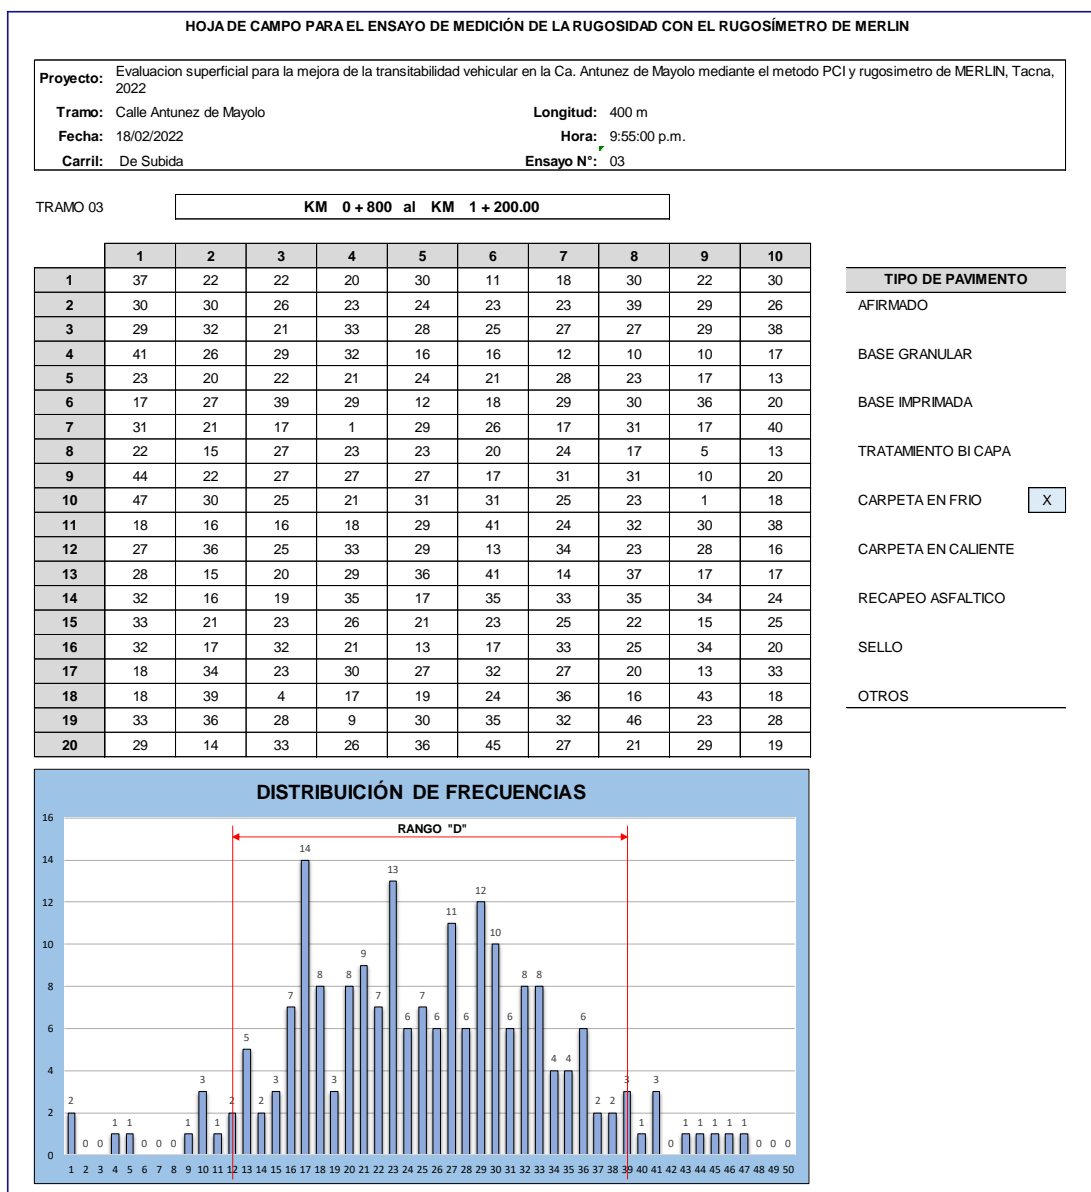 HOJA DE CAMPO PARA EL ENSAYO DE MEDICIÓN DE LA RUGOSIDAD CON EL RUGOSÍMETRO DE MERLIN
Proyecto: Evaluacion superficial para la mejora de la transitabilidad vehicular en la Ca. Antunez de Mayolo mediante el metodo PCI y rugosimetro de MERLIN, Tacna,
2022
Tramo: Calle Antunez de Mayolo Longitud: 400 m
Fecha: 18/02/2022 Hora: 9:55:00 p.m.
Carril: De Subida Ensayo N°: 03
TRAMO 03 KM 0 + 800 al KM 1 + 200.00
1 2 3 4 5 6 7 8 9 10
1 37 22 22 20 30 11 18 30 22 30
2 30 30 26 23 24 23 23 39 29 26
3 29 32 21 33 28 25 27 27 29 38
4 41 26 29 32 16 16 12 10 10 17
5 23 20 22 21 24 21 28 23 17 13
6 17 27 39 29 12 18 29 30 36 20
7 31 21 17 1 29 26 17 31 17 40
8 22 15 27 23 23 20 24 17 5 13
9 44 22 27 27 27 17 31 31 10 20
10 47 30 25 21 31 31 25 23 1 18
11 18 16 16 18 29 41 24 32 30 38
12 27 36 25 33 29 13 34 23 28 16
13 28 15 20 29 36 41 14 37 17 17
14 32 16 19 35 17 35 33 35 34 24
15 33 21 23 26 21 23 25 22 15 25
16 32 17 32 21 13 17 33 25 34 20
17 18 34 23 30 27 32 27 20 13 33
18 18 39 4 17 19 24 36 16 43 18
19 33 36 28 9 30 35 32 46 23 28
20 29 14 33 26 36 45 27 21 29 19
TIPO DE PAVIMENTO
AFIRMADO
BASE GRANULAR
BASE IMPRIMADA
TRATAMIENTO BI CAPA
CARPETA EN FRIO X
CARPETA EN CALIENTE
RECAPEO ASFALTICO
SELLO
OTROS
DISTRIBUICIÓN DE FRECUENCIAS
RANGO "D"
16
14
12
10
8
6
4
2
0
2 0 0 1 1 0 0 0 1 3 1 2 5 2 3 7 14 8 3 8 9 7 13 6 7 6 11 6 12 10 6 8 8 4 4 6 2 2 3 1 3 0 1 1 1 1 1 0 0 0
1 2 3 4 5 6 7 8 9 10 11 12 13 14 15 16 17 18 19 20 21 22 23 24 25 26 27 28 29 30 31 32 33 34 35 36 37 38 39 40 41 42 43 44 45 46 47 48 49 50